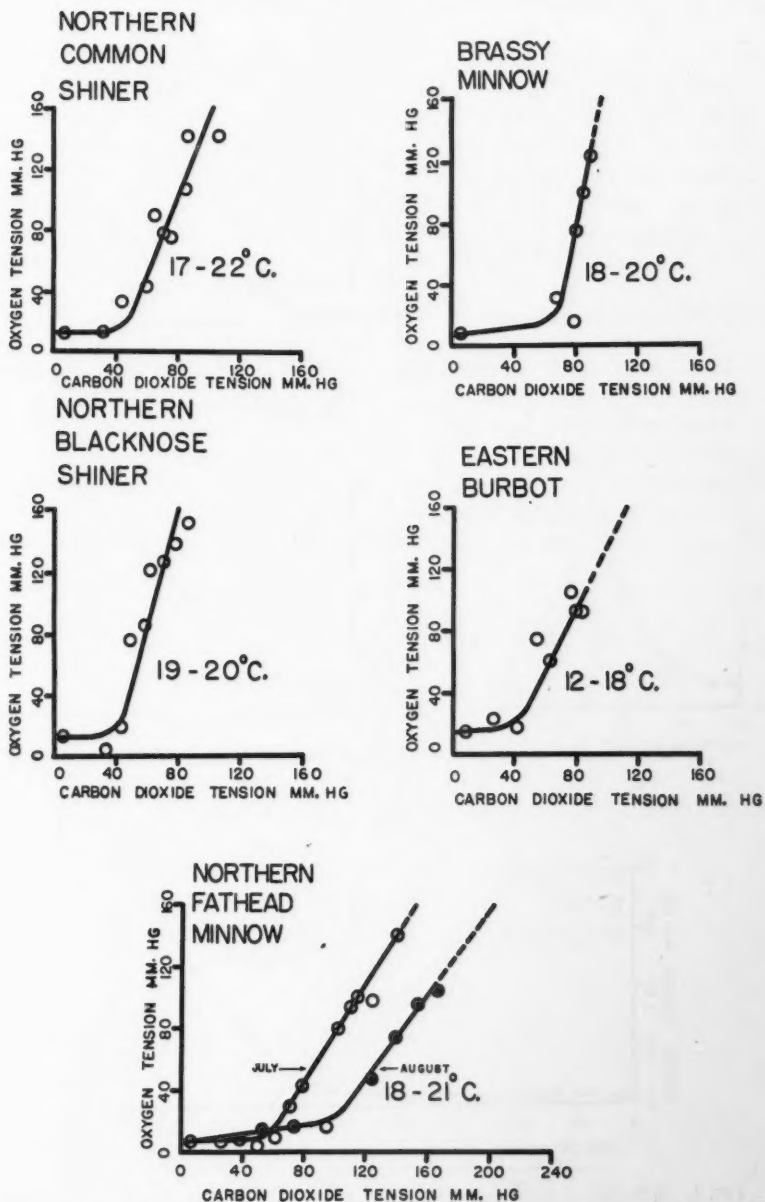 NORTHERN
COMMON
SHINER
OXYGEN TENSION MM. HG
0 40 80 120 160
17-22°C.
0 40 80 120 160
CARBON DIOXIDE TENSION MM. HG
BRASSY
MINNOW
OXYGEN TENSION MM. HG
0 40 80 120 160
18-20°C.
0 40 80 120 160
CARBON DIOXIDE TENSION MM. HG
NORTHERN
BLACKNOSE
SHINER
OXYGEN TENSION MM. HG
0 40 80 120 160
19-20°C.
0 40 80 120 160
CARBON DIOXIDE TENSION MM. HG
EASTERN
BURBOT
OXYGEN TENSION MM. HG
0 40 80 120 160
12-18°C.
0 40 80 120 160
CARBON DIOXIDE TENSION MM. HG
NORTHERN
FATHEAD
MINNOW
OXYGEN TENSION MM. HG
0 40 80 120 160
JULY
AUGUST
18-21°C.
0 40 80 120 160 200 240
CARBON DIOXIDE TENSION MM. HG